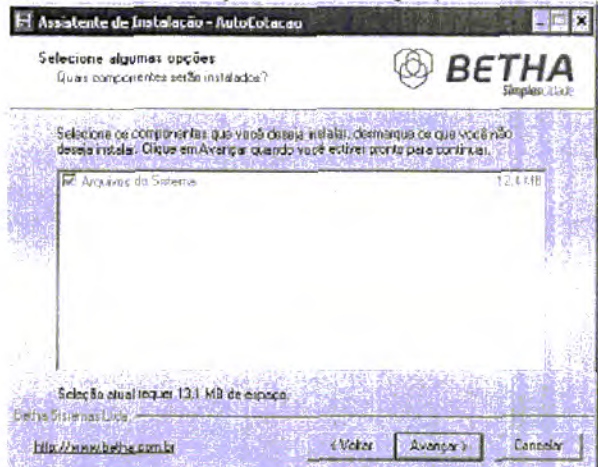 Assistente de Instalação - AutoCotacao
Selecione algumas opções
Quais componentes serão instalados?
BETHA
Simplicidade
Selecione os componentes que você deseja instalar, desmarque os que você não
deseja instalar. Clique em Avançar quando você estiver pronto para continuar.
Arquivos do Sistema 12,4 MB
Seleção atual requer 13,1 MB de espaço.
Betha Sistemas Ltda.
http://www.betha.com.br
< Voltar Avançar > Cancelar